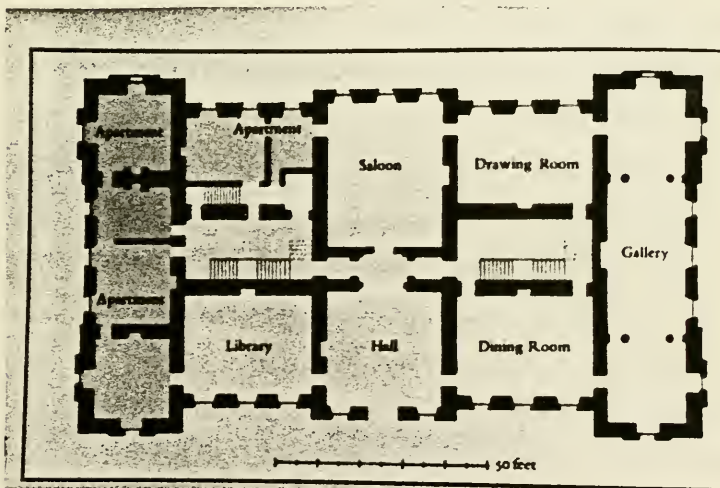 Apartment
Apartment
Saloon
Drawing Room
Gallery
Apartment
Library
Hall
Dining Room
50 feet